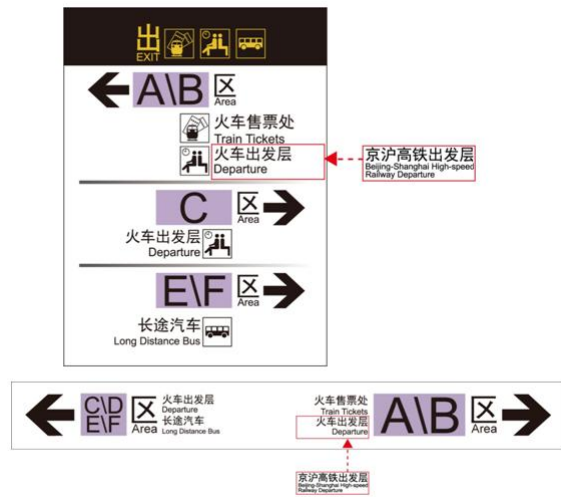 出
EXIT
A\B 区
Area
火车售票处
Train Tickets
火车出发层
Departure
京沪高铁出发层
Beijing-Shanghai High-speed
Railway Departure
C 区
Area
火车出发层
Departure
E\F 区
Area
长途汽车
Long Distance Bus
C\D
E\F
区
Area
火车出发层
Departure
长途汽车
Long Distance Bus
火车售票处
Train Tickets
火车出发层
Departure
A\B 区
Area
京沪高铁出发层
Beijing-Shanghai High-speed
Railway Departure